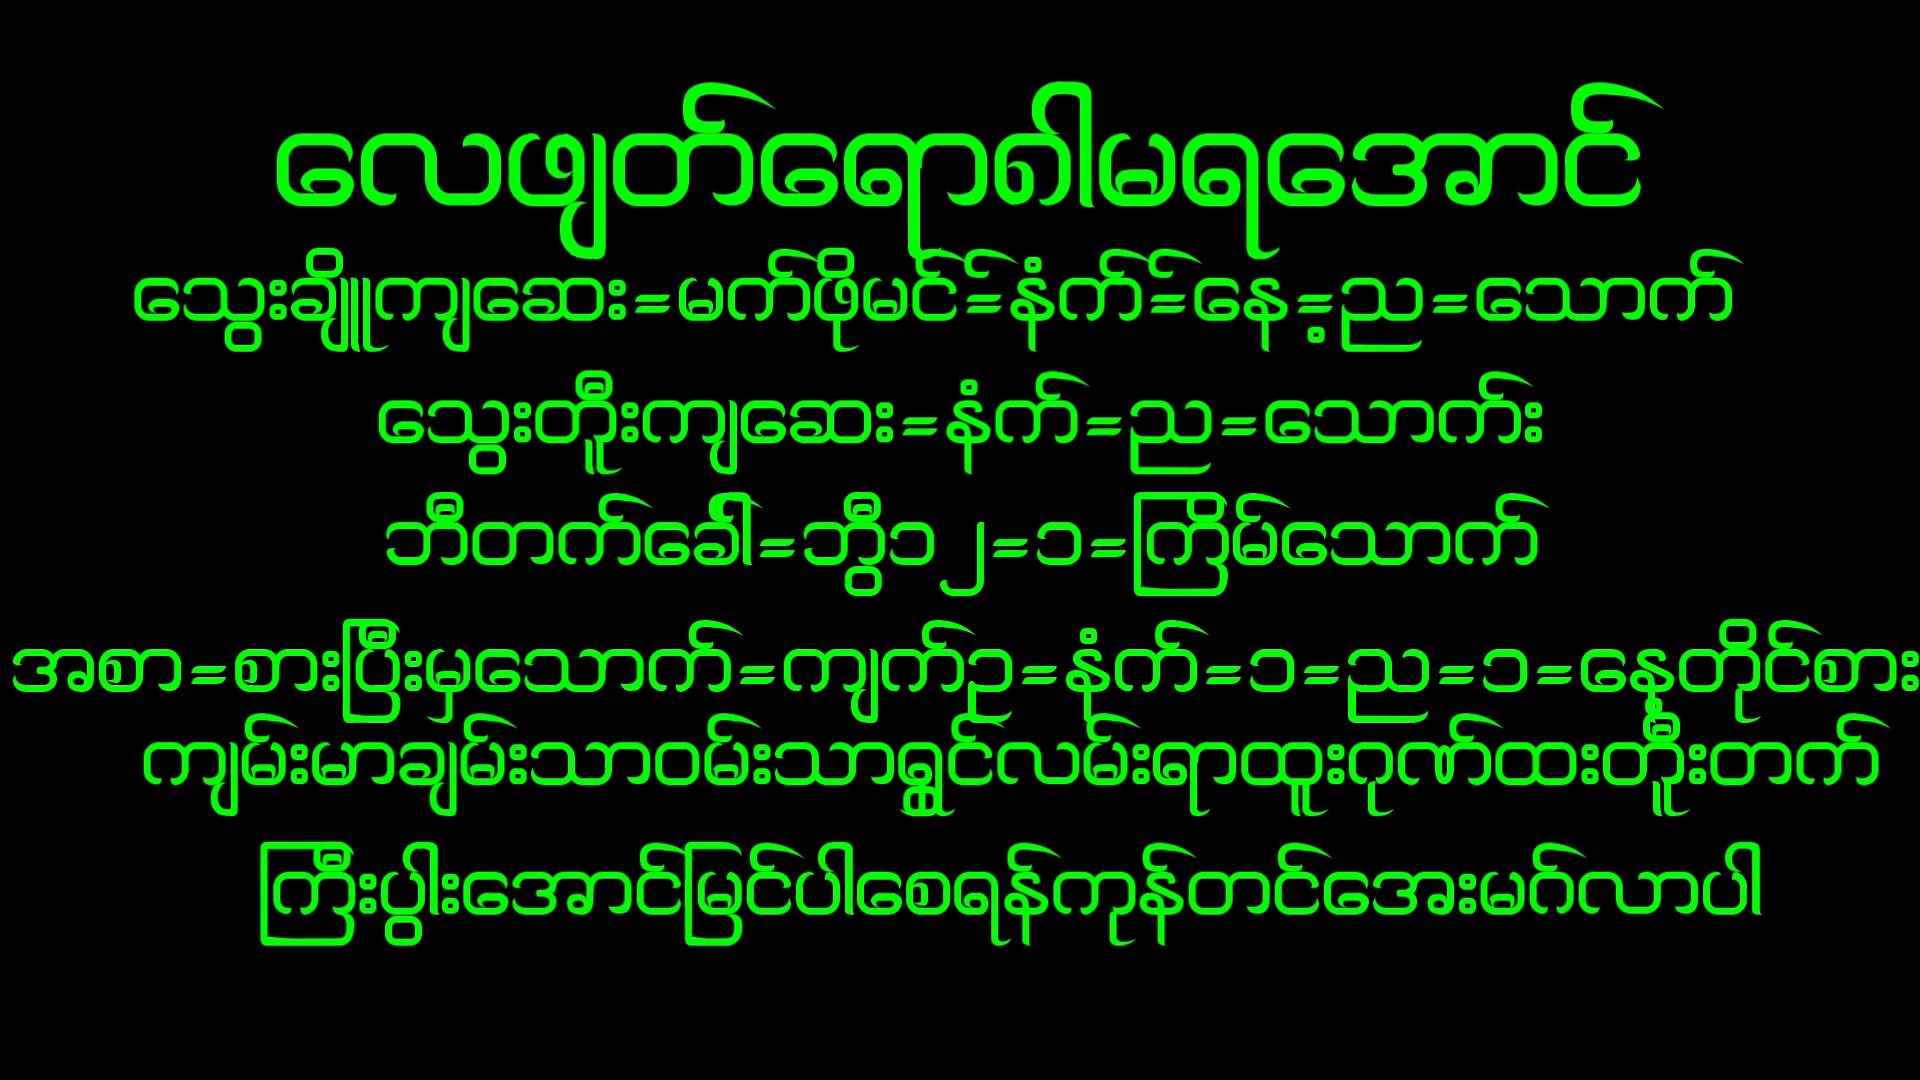 လေဖျတ်ရောဂါမရအောင်
သွေးချိူကျဆေး=မက်ဖိုမင်=်နံက်=်နေ=့ည=သောက်
သွေးတိူးကျဆေး=နံက်=ည=သောက်း
ဘီတက်ခေါ်=ဘွီ၁၂=၁=ကြိမ်သောက်
အစာ=စားပြီးမှသောက်=ကျက်ဥ=နံက်=၁=ည=၁=နေ့တိုင်စား
ကျမ်းမာချမ်းသာဝမ်းသာရွှင်လမ်းရာထူးဂုဏ်ထးတီူးတက်
ကြီးပွါးအောင်မြင်ပါစေရန်ကုန်တင်အေးမင်္ဂလာပါ